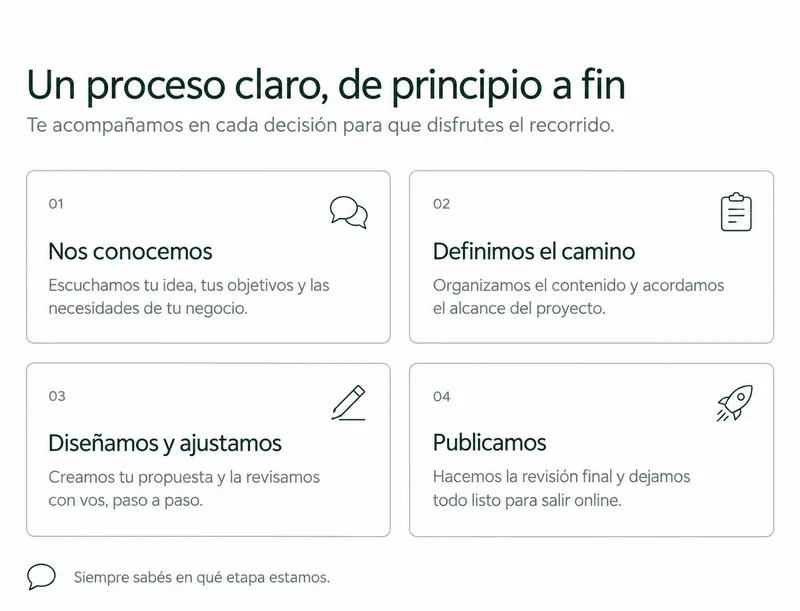 Un proceso claro, de principio a fin
Te acompañamos en cada decisión para que disfrutes el recorrido.
01
Nos conocemos
Escuchamos tu idea, tus objetivos y las
necesidades de tu negocio.
02
Definimos el camino
Organizamos el contenido y acordamos
el alcance del proyecto.
03
Diseñamos y ajustamos
Creamos tu propuesta y la revisamos
con vos, paso a paso.
04
Publicamos
Hacemos la revisión final y dejamos
todo listo para salir online.
Siempre sabés en qué etapa estamos.